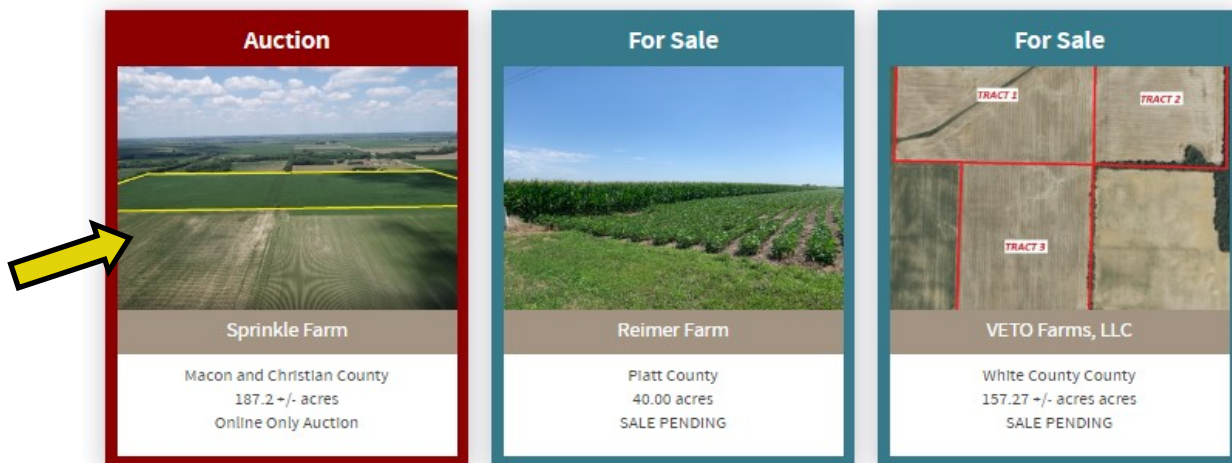 Auction
Sprinkle Farm
Macon and Christian County
187.2 +/- acres
Online Only Auction
For Sale
Reimer Farm
Piatt County
40.00 acres
SALE PENDING
For Sale
TRACT 1
TRACT 2
TRACT 3
VETO Farms, LLC
White County County
157.27 +/- acres acres
SALE PENDING